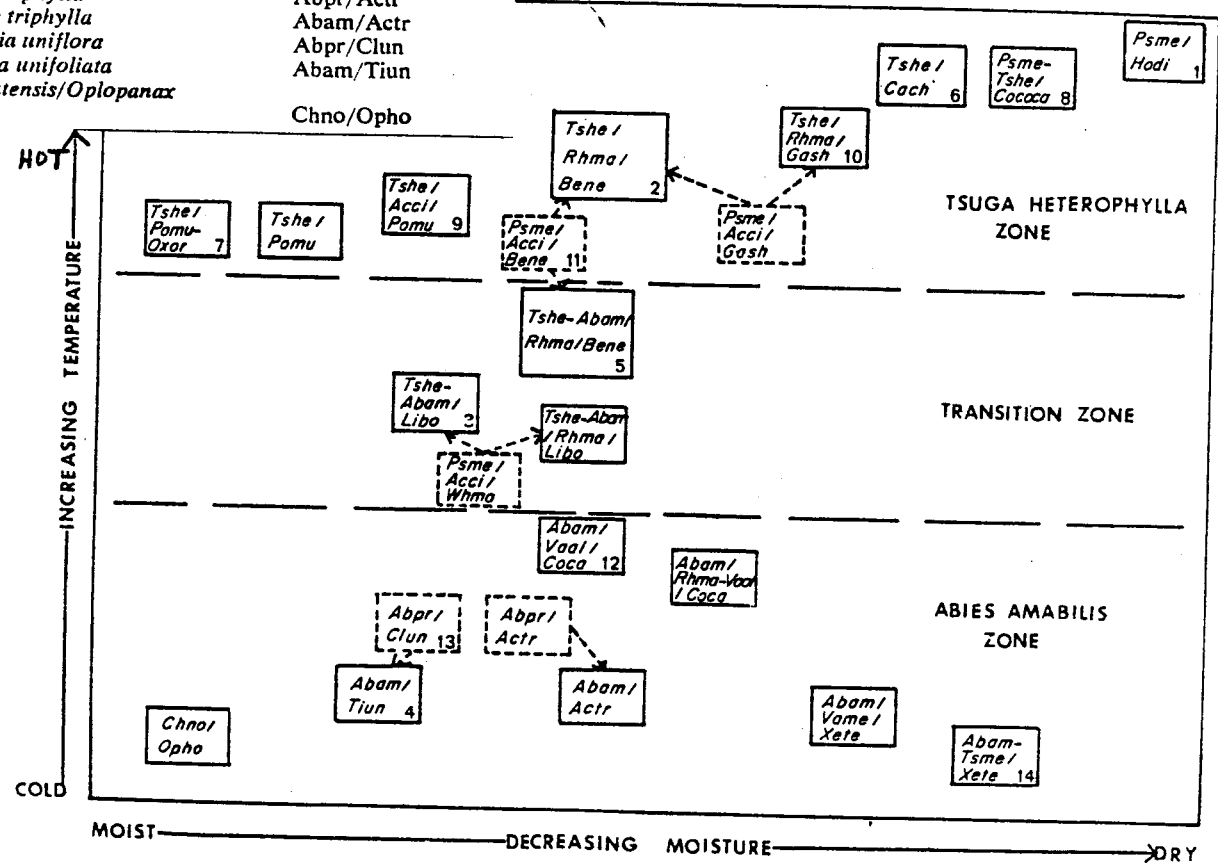 triphylla
Abam/Actr
ia uniflora
Abpr/Clun
a unifoliata
Abam/Tiun
tensis/Oplopanax
Chno/Opho
Psme/
Hodi 1
Tshe/
Cach 6
Psme-
Tshe/
Cococa 8
Tshe/
Rhma/
Gash 10
Tshe/
Rhma/
Bene 2
HOT
Tshe/
Acci/
Pomu 9
Tshe/
Pomu-
Oxor 7
Tshe/
Pomu
Psme/
Acci/
Bene 11
Psme/
Acci/
Gash
TSUGA HETEROPHYLLA
ZONE
Tshe-Abam/
Rhma/Bene
5
Tshe-
Abam/
Libo 3
Tshe-Abam
/Rhma/
Libo
Psme/
Acci/
Whma
TRANSITION ZONE
INCREASING TEMPERATURE
Abam/
Vaal/
Coca 12
Abam/
Rhma-Vaal
/Coca
Abpr/
Clun 13
Abpr/
Actr
ABIES AMABILIS
ZONE
Abam/
Tiun 4
Abam/
Actr
Chno/
Opho
Abam/
Vame/
Xete
Abam-
Tsme/
Xete 14
COLD
MOIST DECREASING MOISTURE DRY